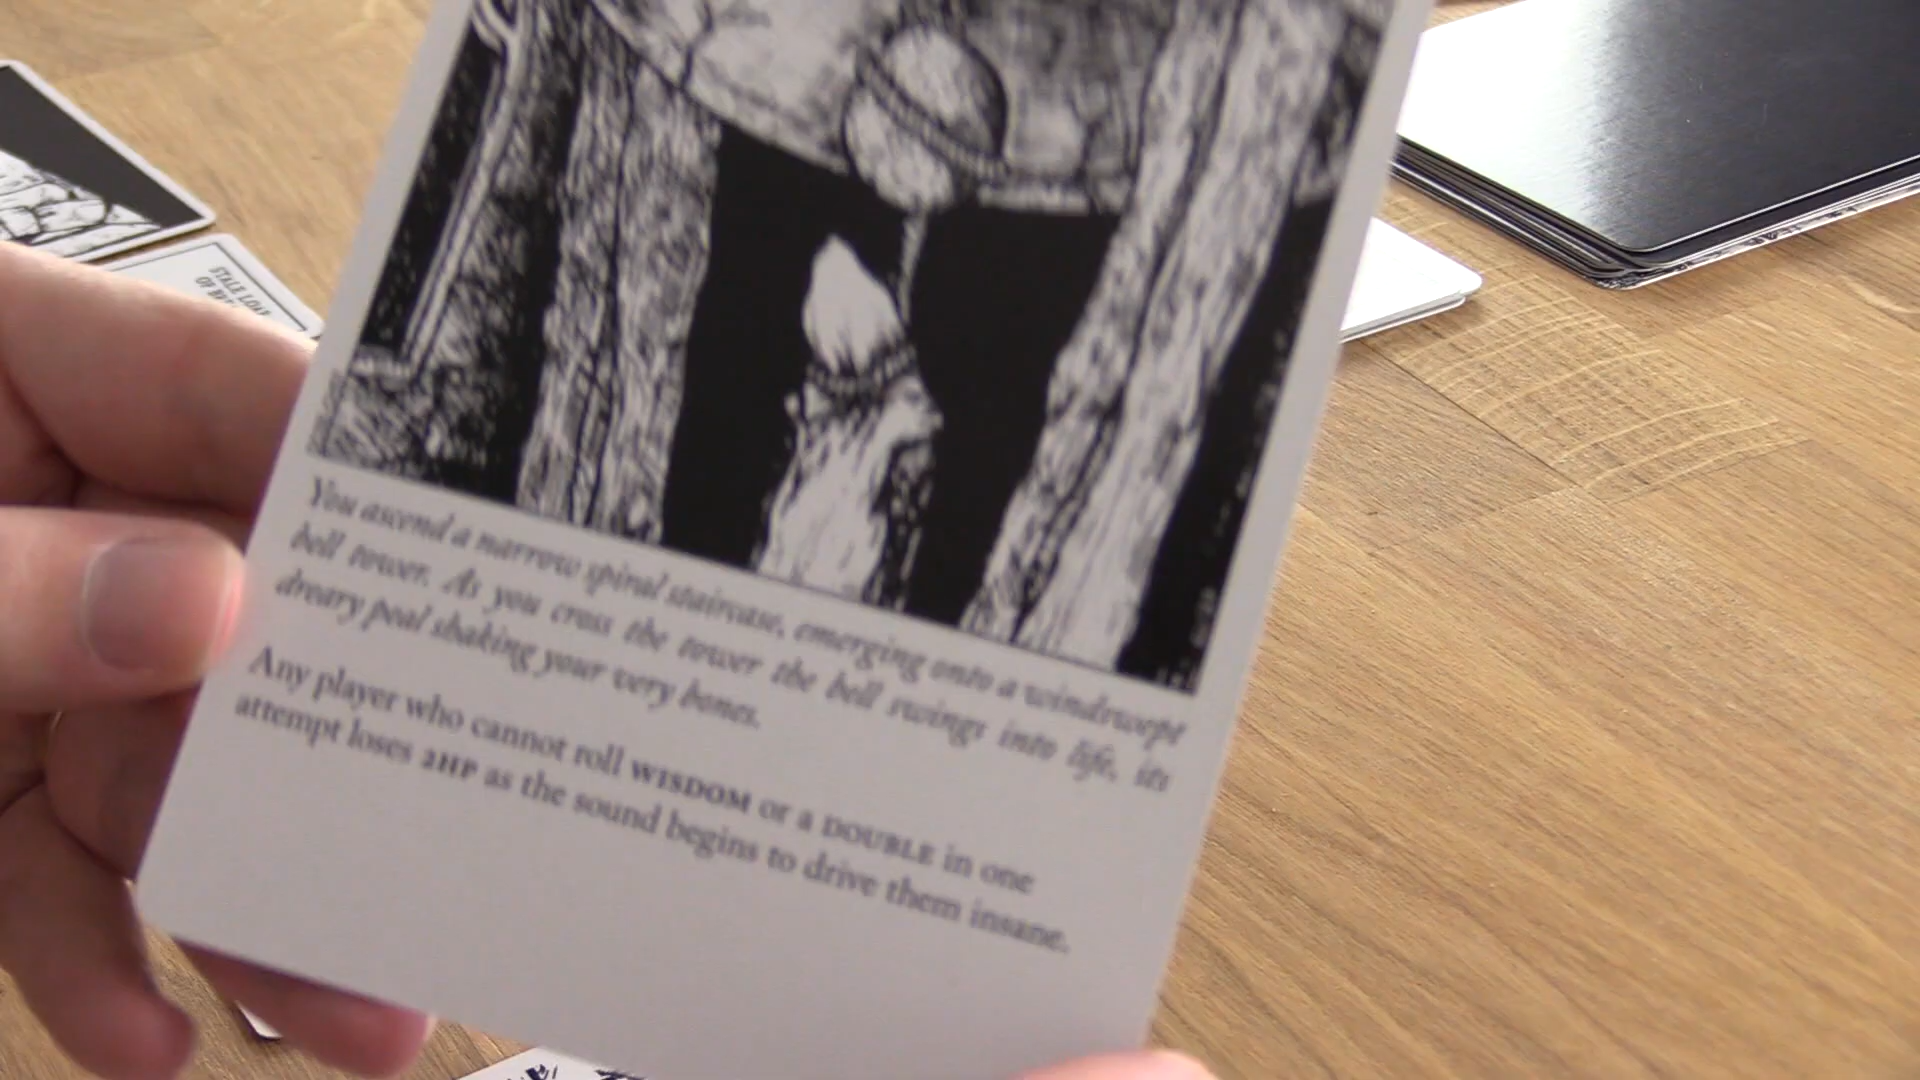 STALE LOAF
You ascend a narrow spiral staircase, emerging onto a windswept
bell tower. As you cross the tower the bell swings into life, its
dreary peal shaking your very bones.
Any player who cannot roll WISDOM or a DOUBLE in one
attempt loses 2HP as the sound begins to drive them insane.